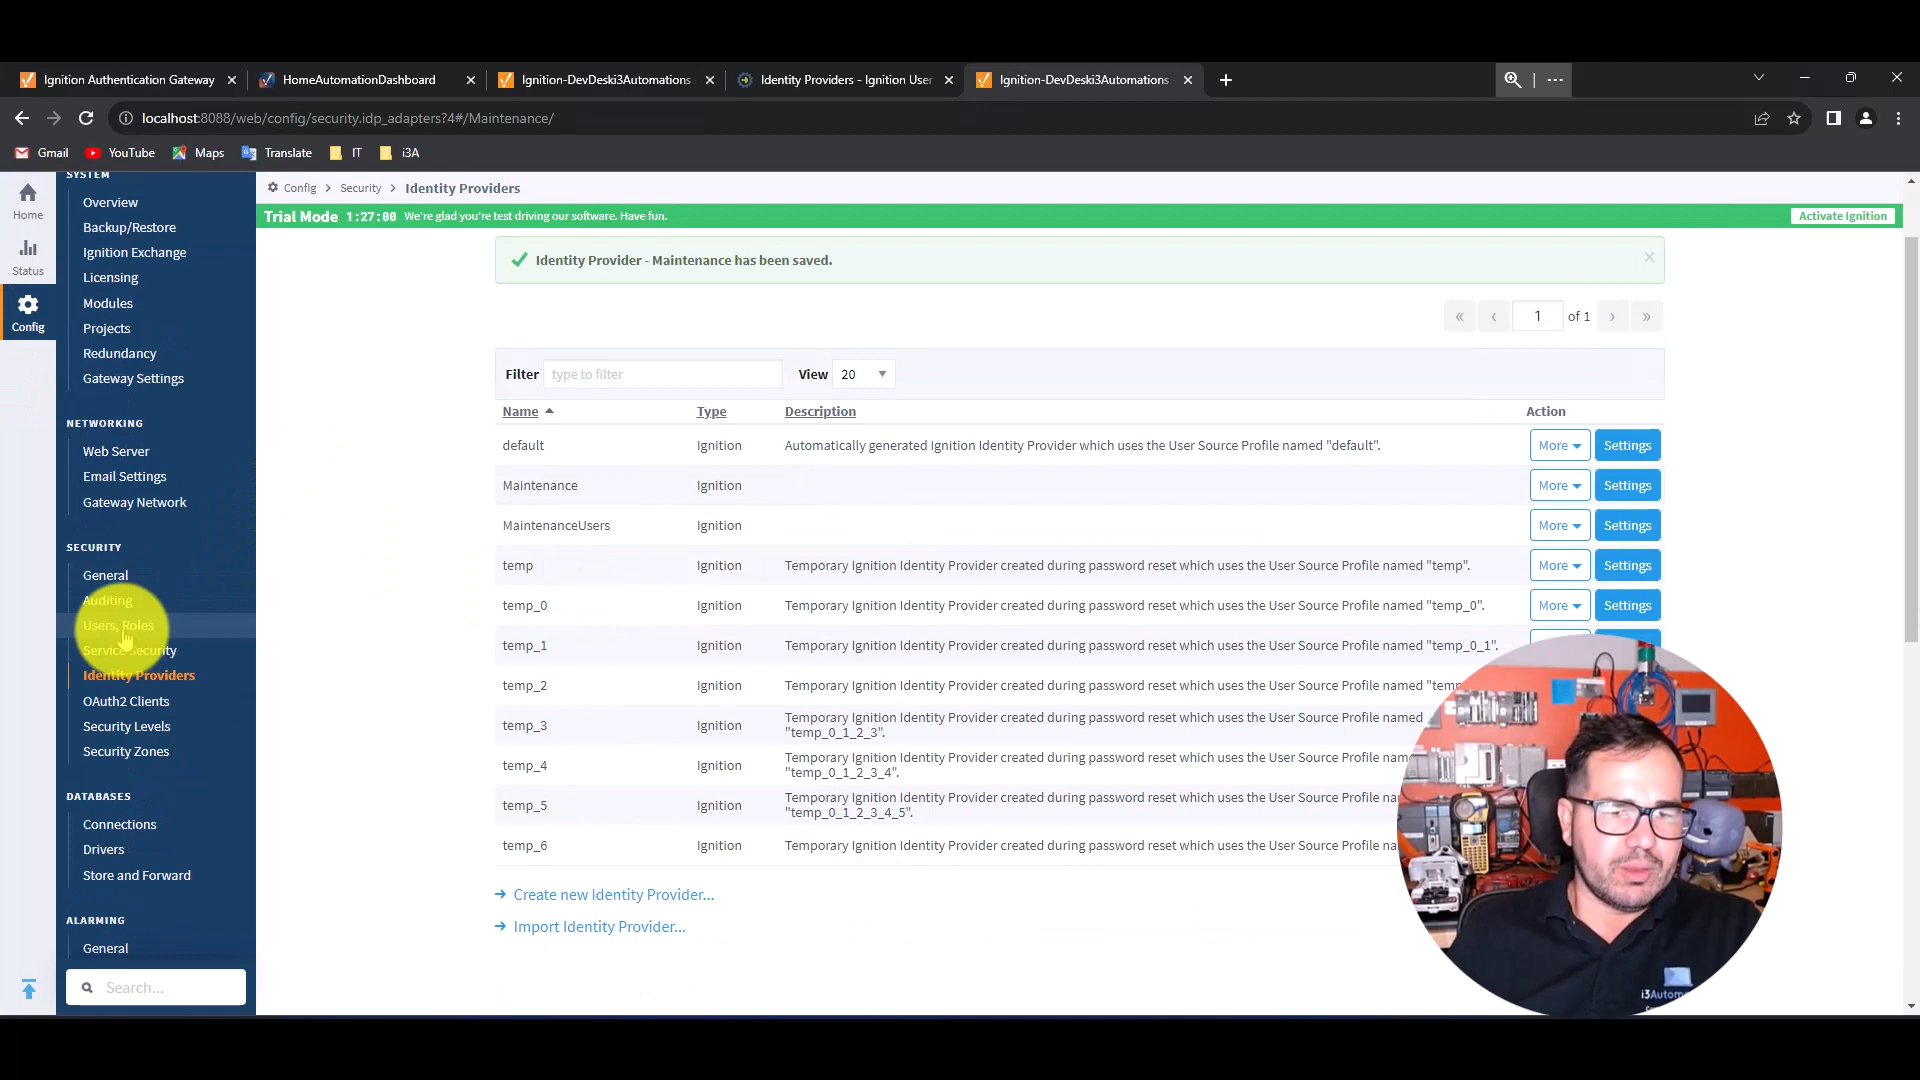 Ignition Authentication Gateway
HomeAutomationDashboard
Ignition-DevDeski3Automations
Identity Providers - Ignition User
Ignition-DevDeski3Automations
localhost:8088/web/config/security.idp_adapters?4#/Maintenance/
Gmail YouTube Maps Translate IT i3A
Home
Status
Config
SYSTEM
Overview
Backup/Restore
Ignition Exchange
Licensing
Modules
Projects
Redundancy
Gateway Settings
NETWORKING
Web Server
Email Settings
Gateway Network
SECURITY
General
Auditing
Users, Roles
Service Security
Identity Providers
OAuth2 Clients
Security Levels
Security Zones
DATABASES
Connections
Drivers
Store and Forward
ALARMING
General
Search...
Config > Security > Identity Providers
Trial Mode 1:27:00 We're glad you're test driving our software. Have fun. Activate Ignition
Identity Provider - Maintenance has been saved.
1 of 1
Filter type to filter View 20
Name Type Description Action
default Ignition Automatically generated Ignition Identity Provider which uses the User Source Profile named "default". More Settings
Maintenance Ignition More Settings
MaintenanceUsers Ignition More Settings
temp Ignition Temporary Ignition Identity Provider created during password reset which uses the User Source Profile named "temp". More Settings
temp_0 Ignition Temporary Ignition Identity Provider created during password reset which uses the User Source Profile named "temp_0". More Settings
temp_1 Ignition Temporary Ignition Identity Provider created during password reset which uses the User Source Profile named "temp_0_1".
temp_2 Ignition Temporary Ignition Identity Provider created during password reset which uses the User Source Profile named "temp
temp_3 Ignition Temporary Ignition Identity Provider created during password reset which uses the User Source Profile named
"temp_0_1_2_3".
temp_4 Ignition Temporary Ignition Identity Provider created during password reset which uses the User Source Profile nam
"temp_0_1_2_3_4".
temp_5 Ignition Temporary Ignition Identity Provider created during password reset which uses the User Source Profile na
"temp_0_1_2_3_4_5".
temp_6 Ignition Temporary Ignition Identity Provider created during password reset which uses the User Source Profile na
Create new Identity Provider...
Import Identity Provider...